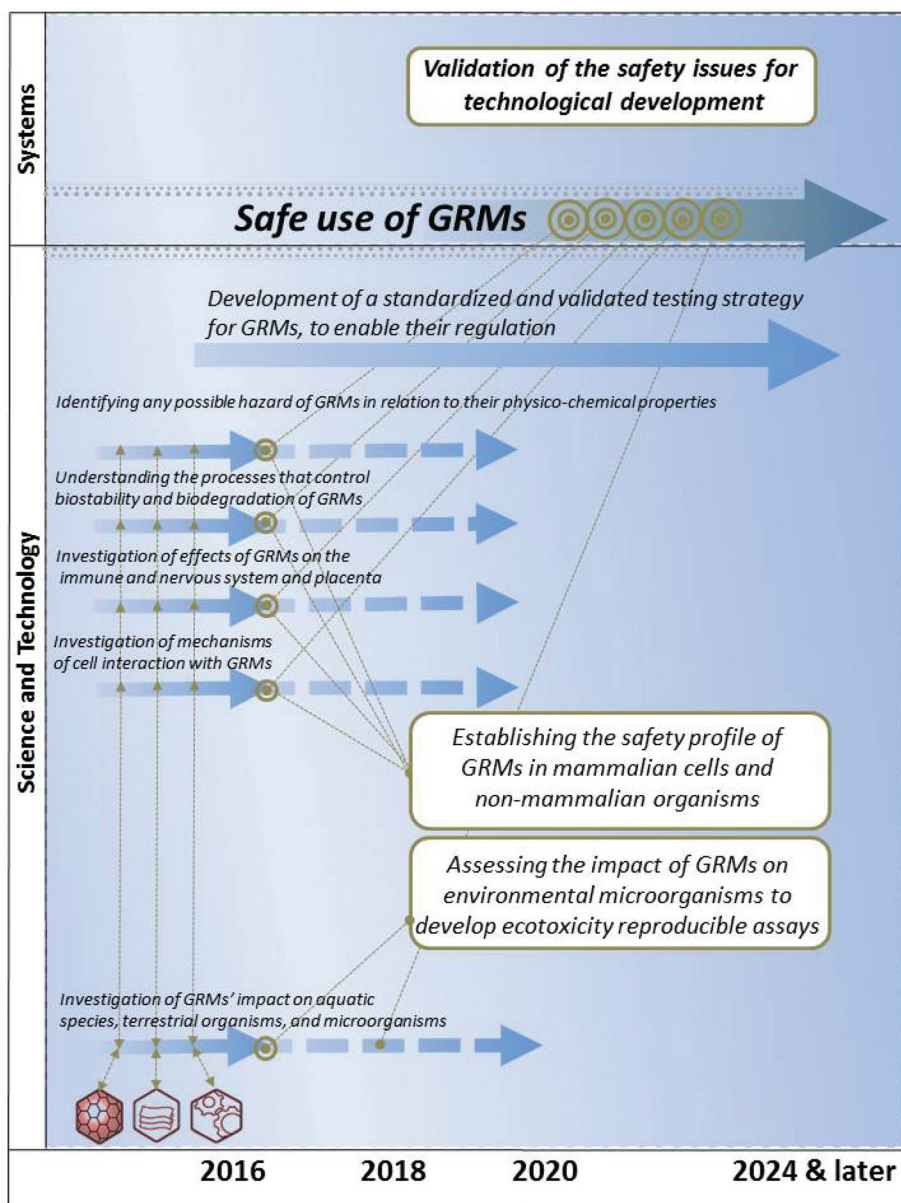 Systems
Validation of the safety issues for
technological development
Safe use of GRMs
Science and Technology
Development of a standardized and validated testing strategy
for GRMs, to enable their regulation
Identifying any possible hazard of GRMs in relation to their physico-chemical properties
Understanding the processes that control
biostability and biodegradation of GRMs
Investigation of effects of GRMs on the
immune and nervous system and placenta
Investigation of mechanisms
of cell interaction with GRMs
Establishing the safety profile of
GRMs in mammalian cells and
non-mammalian organisms
Assessing the impact of GRMs on
environmental microorganisms to
develop ecotoxicity reproducible assays
Investigation of GRMs' impact on aquatic
species, terrestrial organisms, and microorganisms
2016 2018 2020 2024 & later